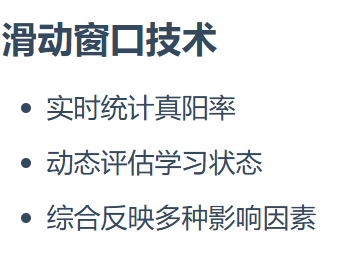 滑动窗口技术
实时统计真阳率
动态评估学习状态
综合反映多种影响因素